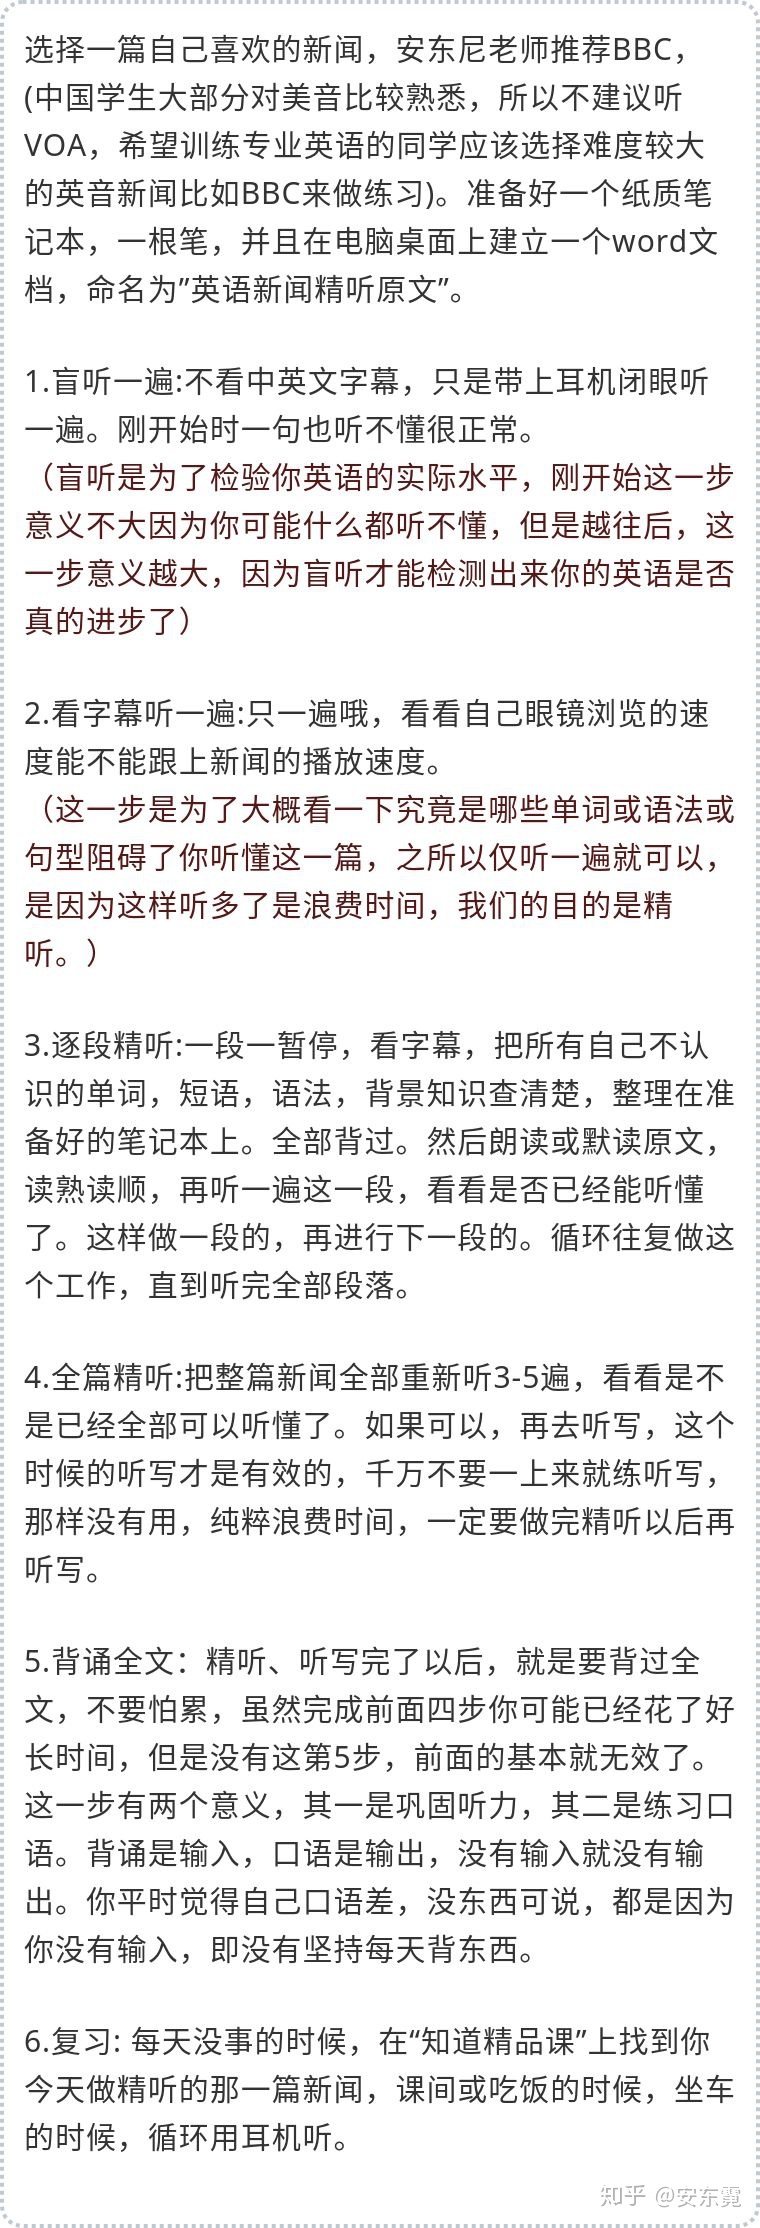 选择一篇自己喜欢的新闻，安东尼老师推荐BBC，
(中国学生大部分对美音比较熟悉，所以不建议听
VOA，希望训练专业英语的同学应该选择难度较大
的英音新闻比如BBC来做练习)。准备好一个纸质笔
记本，一根笔，并且在电脑桌面上建立一个word文
档，命名为”英语新闻精听原文”。
1.盲听一遍:不看中英文字幕，只是带上耳机闭眼听
一遍。刚开始时一句也听不懂很正常。
（盲听是为了检验你英语的实际水平，刚开始这一步
意义不大因为你可能什么都听不懂，但是越往后，这
一步意义越大，因为盲听才能检测出来你的英语是否
真的进步了）
2.看字幕听一遍:只一遍哦，看看自己眼镜浏览的速
度能不能跟上新闻的播放速度。
（这一步是为了大概看一下究竟是哪些单词或语法或
句型阻碍了你听懂这一篇，之所以仅听一遍就可以，
是因为这样听多了是浪费时间，我们的目的是精
听。）
3.逐段精听:一段一暂停，看字幕，把所有自己不认
识的单词，短语，语法，背景知识查清楚，整理在准
备好的笔记本上。全部背过。然后朗读或默读原文，
读熟读顺，再听一遍这一段，看看是否已经能听懂
了。这样做一段的，再进行下一段的。循环往复做这
个工作，直到听完全部段落。
4.全篇精听:把整篇新闻全部重新听3-5遍，看看是不
是已经全部可以听懂了。如果可以，再去听写，这个
时候的听写才是有效的，千万不要一上来就练听写，
那样没有用，纯粹浪费时间，一定要做完精听以后再
听写。
5.背诵全文：精听、听写完了以后，就是要背过全
文，不要怕累，虽然完成前面四步你可能已经花了好
长时间，但是没有这第5步，前面的基本就无效了。
这一步有两个意义，其一是巩固听力，其二是练习口
语。背诵是输入，口语是输出，没有输入就没有输
出。你平时觉得自己口语差，没东西可说，都是因为
你没有输入，即没有坚持每天背东西。
6.复习: 每天没事的时候，在“知道精品课”上找到你
今天做精听的那一篇新闻，课间或吃饭的时候，坐车
的时候，循环用耳机听。
知乎 @安东霓